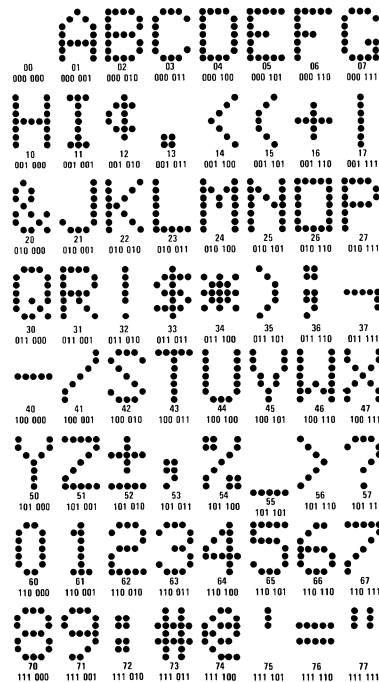 A B C D E F G
00 01 02 03 04 05 06 07
000 000 000 001 000 010 000 011 000 100 000 101 000 110 000 111
H I ¢ . < ( + |
10 11 12 13 14 15 16 17
001 000 001 001 001 010 001 011 001 100 001 101 001 110 001 111
& J K L M N O P
20 21 22 23 24 25 26 27
010 000 010 001 010 010 010 011 010 100 010 101 010 110 010 111
Q R ! $ * ) ; ¬
30 31 32 33 34 35 36 37
011 000 011 001 011 010 011 011 011 100 011 101 011 110 011 111
- / S T U V W X
40 41 42 43 44 45 46 47
100 000 100 001 100 010 100 011 100 100 100 101 100 110 100 111
Y Z ± , % _ > ?
50 51 52 53 54 55 56 57
101 000 101 001 101 010 101 011 101 100 101 101 101 110 101 111
0 1 2 3 4 5 6 7
60 61 62 63 64 65 66 67
110 000 110 001 110 010 110 011 110 100 110 101 110 110 110 111
8 9 : # @ ' = "
70 71 72 73 74 75 76 77
111 000 111 001 111 010 111 011 111 100 111 101 111 110 111 111